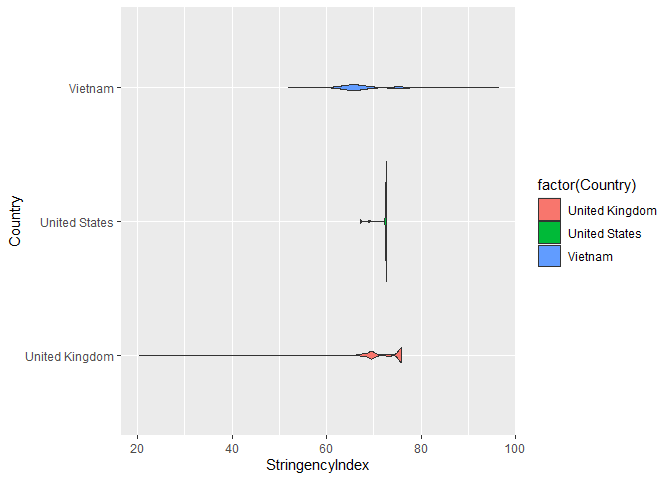 Vietnam
United States
United Kingdom
Country
20
40
60
80
100
StringencyIndex
factor(Country)
United Kingdom
United States
Vietnam